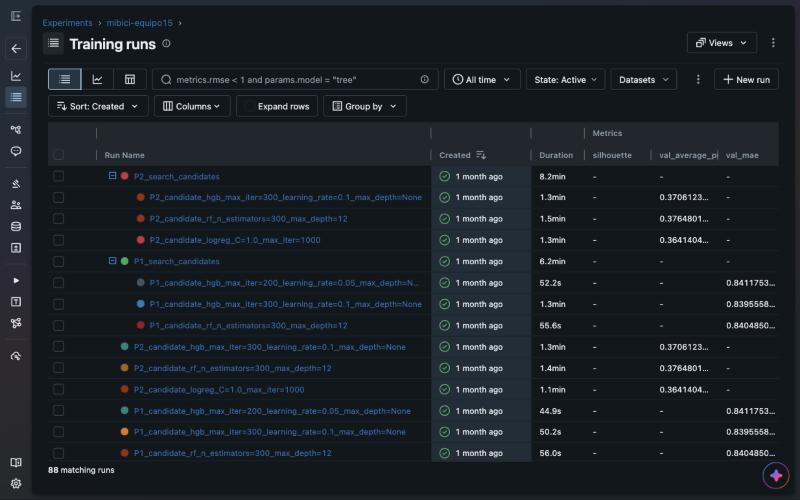 Experiments > mibici-equipo15 >
Training runs
Views
metrics.rmse < 1 and params.model = "tree"
All time
State: Active
Datasets
New run
Sort: Created
Columns
Expand rows
Group by
Metrics
Run Name Created Duration silhouette val_average_p val_mae
P2_search_candidates 1 month ago 8.2min - - -
P2_candidate_hgb_max_iter=300_learning_rate=0.1_max_depth=None 1 month ago 1.3min - 0.3706123... -
P2_candidate_rf_n_estimators=300_max_depth=12 1 month ago 1.5min - 0.3764801... -
P2_candidate_logreg_C=1.0_max_iter=1000 1 month ago 1.3min - 0.3641404... -
P1_search_candidates 1 month ago 6.2min - - -
P1_candidate_hgb_max_iter=200_learning_rate=0.05_max_depth=N... 1 month ago 52.2s - - 0.8411753...
P1_candidate_hgb_max_iter=300_learning_rate=0.1_max_depth=None 1 month ago 1.3min - - 0.8395558...
P1_candidate_rf_n_estimators=300_max_depth=12 1 month ago 55.6s - - 0.8404850...
P2_candidate_hgb_max_iter=300_learning_rate=0.1_max_depth=None 1 month ago 1.3min - 0.3706123... -
P2_candidate_rf_n_estimators=300_max_depth=12 1 month ago 1.4min - 0.3764801... -
P2_candidate_logreg_C=1.0_max_iter=1000 1 month ago 1.1min - 0.3641404... -
P1_candidate_hgb_max_iter=200_learning_rate=0.05_max_depth=None 1 month ago 44.9s - - 0.8411753...
P1_candidate_hgb_max_iter=300_learning_rate=0.1_max_depth=None 1 month ago 50.2s - - 0.8395558...
P1_candidate_rf_n_estimators=300_max_depth=12 1 month ago 56.0s - - 0.8404850...
88 matching runs